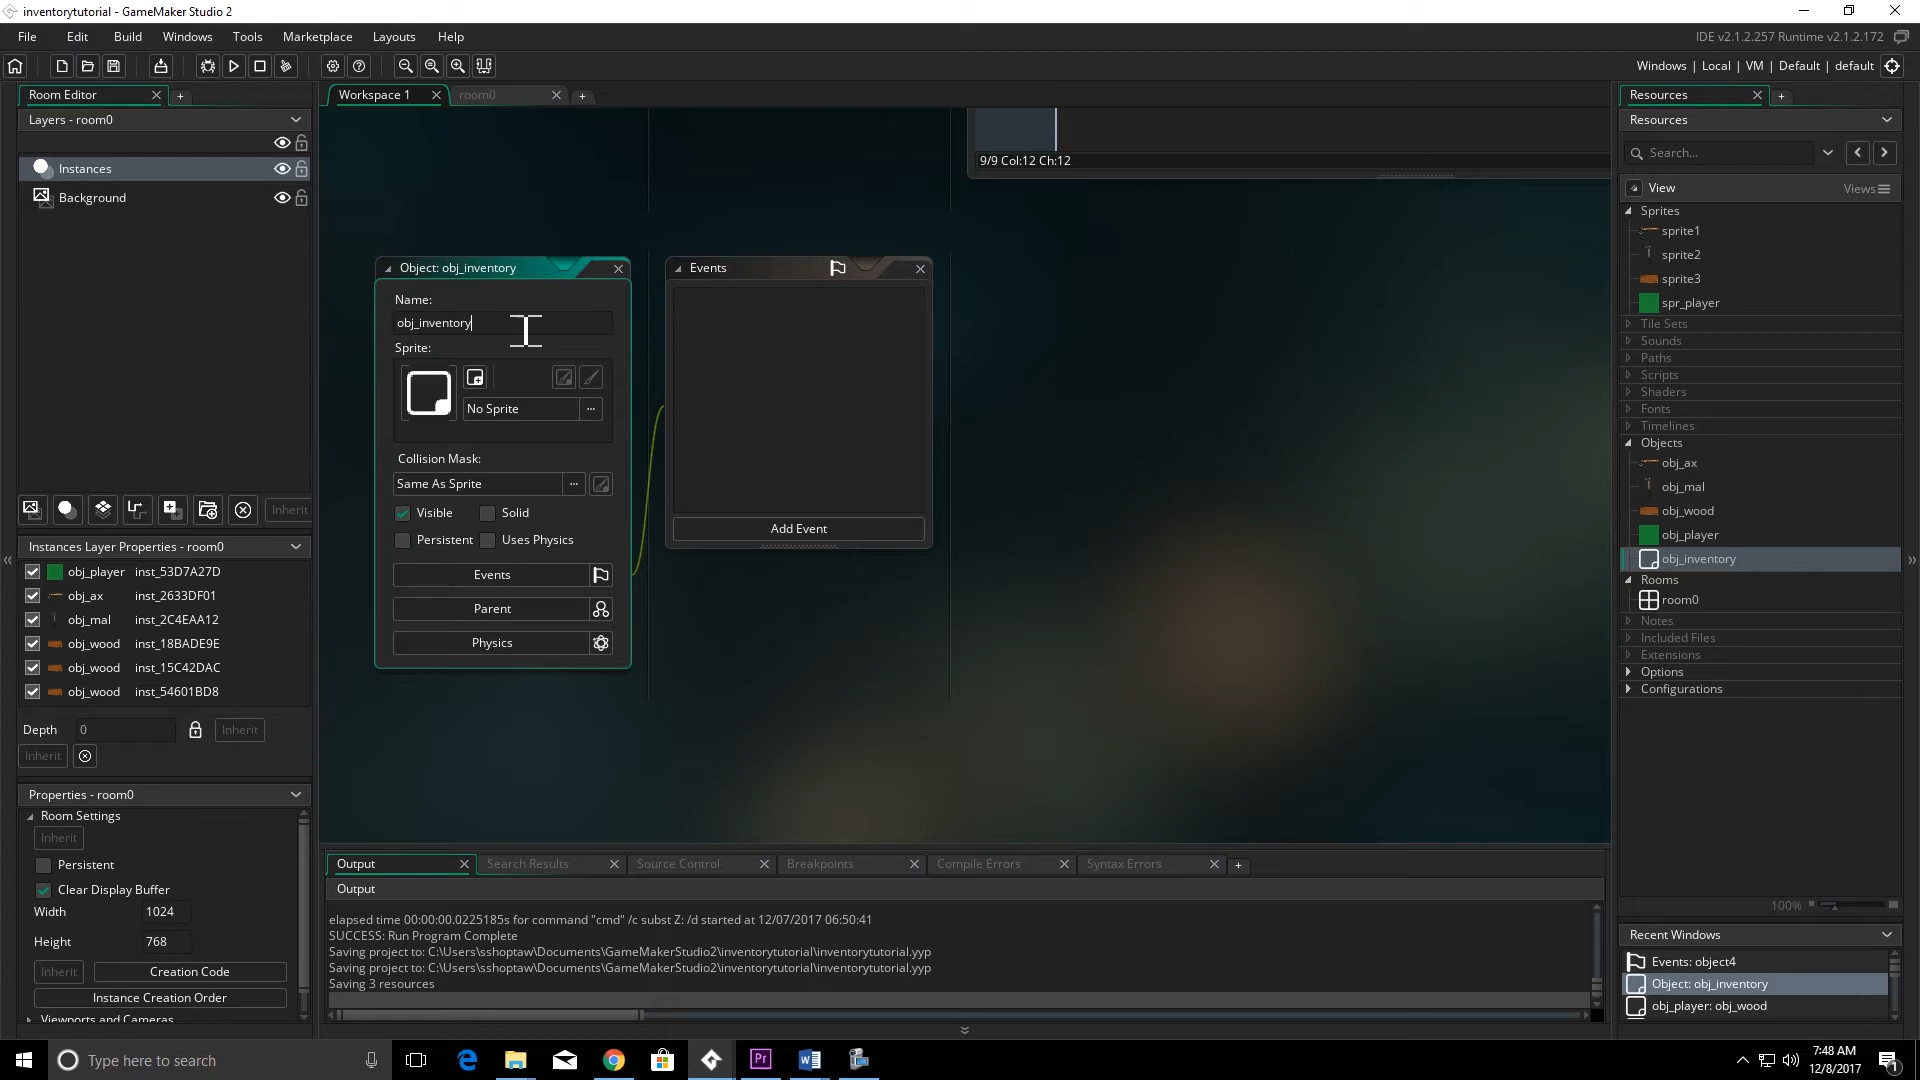 inventorytutorial - GameMaker Studio 2
File Edit Build Windows Tools Marketplace Layouts Help
IDE v2.1.2.257 Runtime v2.1.2.172
Windows | Local | VM | Default | default
Room Editor
Layers - room0
Instances
Background
Inherit
Instances Layer Properties - room0
obj_player inst_53D7A27D
obj_ax inst_2633DF01
obj_mal inst_2C4EAA12
obj_wood inst_18BADE9E
obj_wood inst_15C42DAC
obj_wood inst_54601BD8
Depth 0 Inherit
Inherit
Properties - room0
Room Settings
Inherit
Persistent
Clear Display Buffer
Width 1024
Height 768
Inherit Creation Code
Instance Creation Order
Viewports and Cameras
Workspace 1 room0
9/9 Col:12 Ch:12
Object: obj_inventory
Name:
obj_inventory
Sprite:
No Sprite
Collision Mask:
Same As Sprite
Visible Solid
Persistent Uses Physics
Events
Parent
Physics
Events
Add Event
Output Search Results Source Control Breakpoints Compile Errors Syntax Errors
Output
elapsed time 00:00:00.0225185s for command "cmd" /c subst Z: /d started at 12/07/2017 06:50:41
SUCCESS: Run Program Complete
Saving project to: C:\Users\sshoptaw\Documents\GameMakerStudio2\inventorytutorial\inventorytutorial.yyp
Saving project to: C:\Users\sshoptaw\Documents\GameMakerStudio2\inventorytutorial\inventorytutorial.yyp
Saving 3 resources
Resources
Resources
Search...
View Views
Sprites
sprite1
sprite2
sprite3
spr_player
Tile Sets
Sounds
Paths
Scripts
Shaders
Fonts
Timelines
Objects
obj_ax
obj_mal
obj_wood
obj_player
obj_inventory
Rooms
room0
Notes
Included Files
Extensions
Options
Configurations
100%
Recent Windows
Events: object4
Object: obj_inventory
obj_player: obj_wood
Type here to search
Pr
7:48 AM
12/8/2017
1